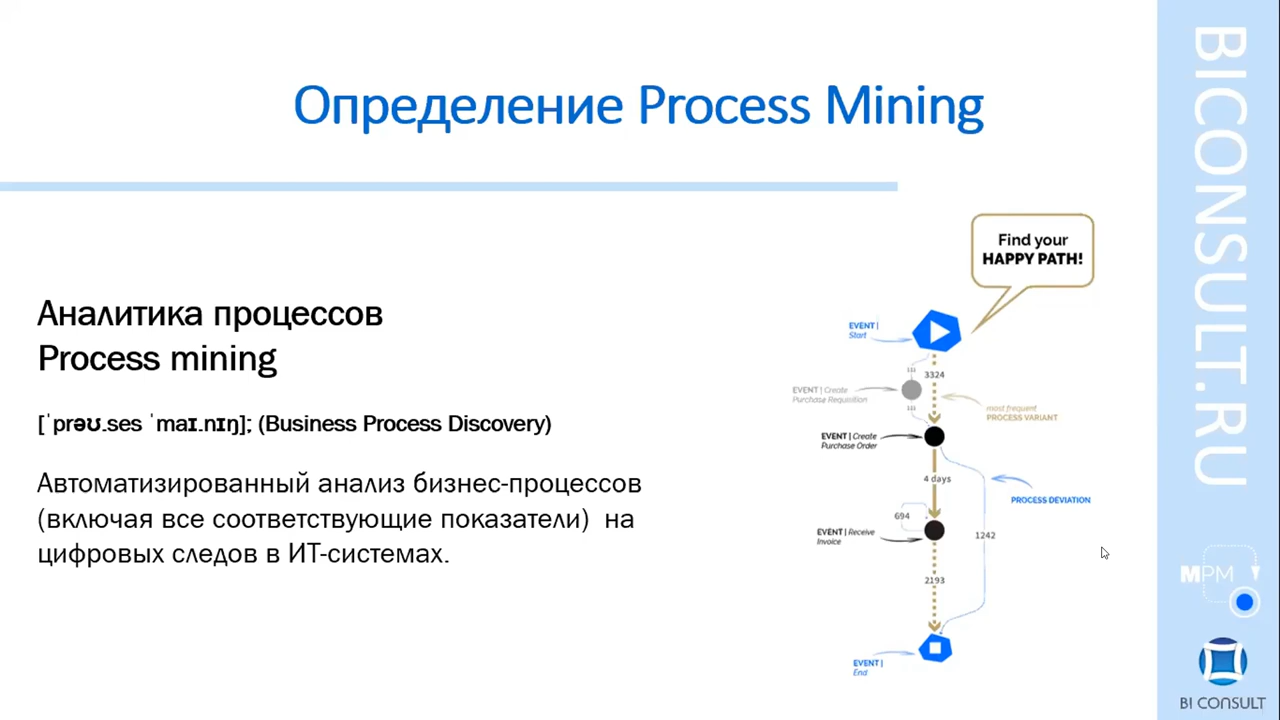 Определение Process Mining
Аналитика процессов
Process mining
[ˈprəʊ.ses ˈmaɪ.nɪŋ]; (Business Process Discovery)
Автоматизированный анализ бизнес-процессов
(включая все соответствующие показатели)  на
цифровых следов в ИТ-системах.
Find your
HAPPY PATH!
EVENT |
Start
3324
EVENT | Create
Purchase Requisition
most frequent
PROCESS VARIANT
EVENT | Create
Purchase Order
4 days
PROCESS DEVIATION
694
EVENT | Receive
Invoice
1242
2193
EVENT |
End
BICONSULT.RU
MPM
BI CONSULT